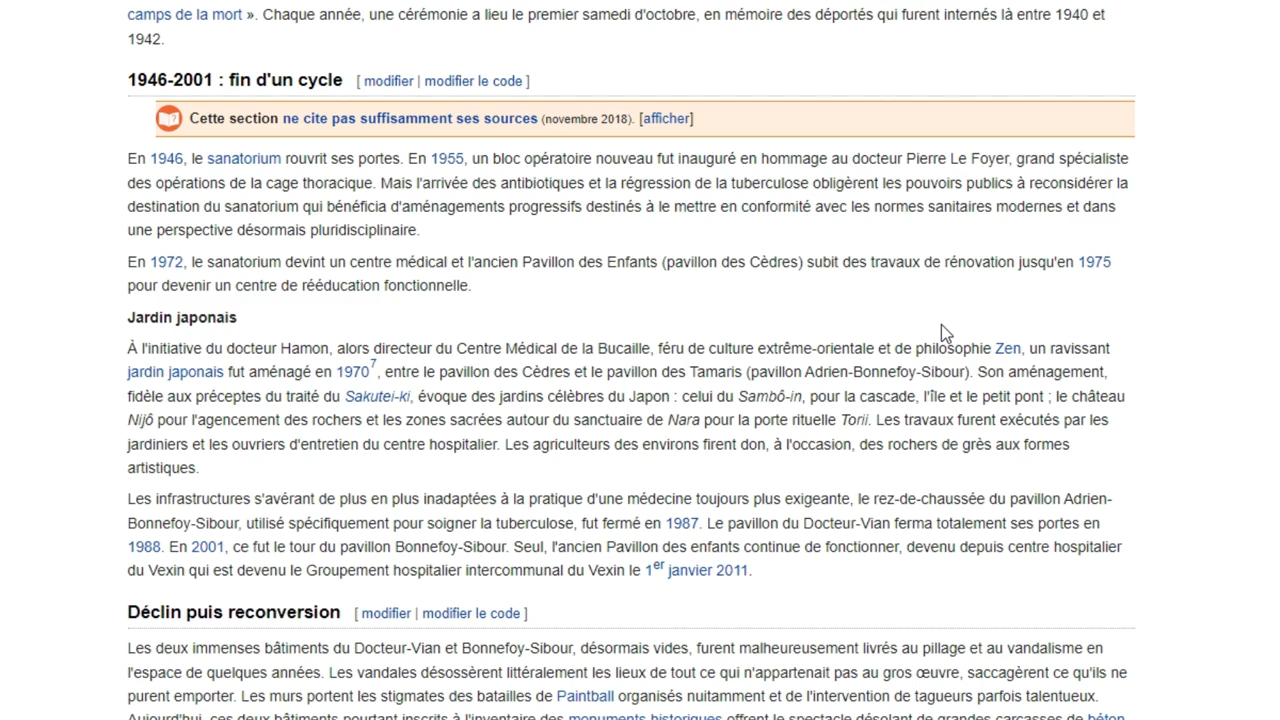 camps de la mort ». Chaque année, une cérémonie a lieu le premier samedi d'octobre, en mémoire des déportés qui furent internés là entre 1940 et
1942.
1946-2001 : fin d'un cycle [ modifier | modifier le code ]
Cette section ne cite pas suffisamment ses sources (novembre 2018). [afficher]
En 1946, le sanatorium rouvrit ses portes. En 1955, un bloc opératoire nouveau fut inauguré en hommage au docteur Pierre Le Foyer, grand spécialiste
des opérations de la cage thoracique. Mais l'arrivée des antibiotiques et la régression de la tuberculose obligèrent les pouvoirs publics à reconsidérer la
destination du sanatorium qui bénéficia d'aménagements progressifs destinés à le mettre en conformité avec les normes sanitaires modernes et dans
une perspective désormais pluridisciplinaire.
En 1972, le sanatorium devint un centre médical et l'ancien Pavillon des Enfants (pavillon des Cèdres) subit des travaux de rénovation jusqu'en 1975
pour devenir un centre de rééducation fonctionnelle.
Jardin japonais
À l'initiative du docteur Hamon, alors directeur du Centre Médical de la Bucaille, féru de culture extrême-orientale et de philosophie Zen, un ravissant
jardin japonais fut aménagé en 1970 7, entre le pavillon des Cèdres et le pavillon des Tamaris (pavillon Adrien-Bonnefoy-Sibour). Son aménagement,
fidèle aux préceptes du traité du Sakutei-ki, évoque des jardins célèbres du Japon : celui du Sambô-in, pour la cascade, l'île et le petit pont ; le château
Nijô pour l'agencement des rochers et les zones sacrées autour du sanctuaire de Nara pour la porte rituelle Torii. Les travaux furent exécutés par les
jardiniers et les ouvriers d'entretien du centre hospitalier. Les agriculteurs des environs firent don, à l'occasion, des rochers de grès aux formes
artistiques.
Les infrastructures s'avérant de plus en plus inadaptées à la pratique d'une médecine toujours plus exigeante, le rez-de-chaussée du pavillon Adrien-
Bonnefoy-Sibour, utilisé spécifiquement pour soigner la tuberculose, fut fermé en 1987. Le pavillon du Docteur-Vian ferma totalement ses portes en
1988. En 2001, ce fut le tour du pavillon Bonnefoy-Sibour. Seul, l'ancien Pavillon des enfants continue de fonctionner, devenu depuis centre hospitalier
du Vexin qui est devenu le Groupement hospitalier intercommunal du Vexin le 1er janvier 2011.
Déclin puis reconversion [ modifier | modifier le code ]
Les deux immenses bâtiments du Docteur-Vian et Bonnefoy-Sibour, désormais vides, furent malheureusement livrés au pillage et au vandalisme en
l'espace de quelques années. Les vandales désossèrent littéralement les lieux de tout ce qui n'appartenait pas au gros œuvre, saccagèrent ce qu'ils ne
purent emporter. Les murs portent les stigmates des batailles de Paintball organisés nuitamment et de l'intervention de tagueurs parfois talentueux.
Aujourd'hui, ces deux bâtiments pourtant inscrits à l'inventaire des monuments historiques offrent le spectacle désolant de grandes carcasses de béton